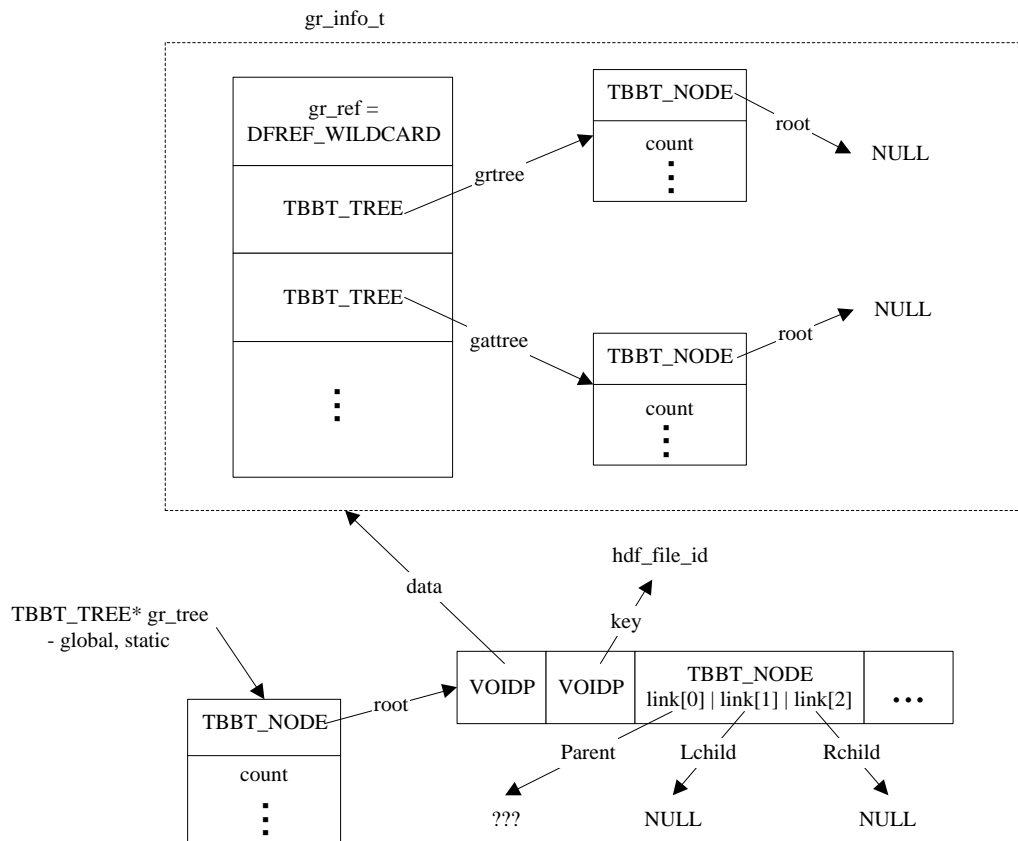 gr_info_t
gr_ref =
DFREF_WILDCARD
TBBT_NODE
root
count
NULL
grtree
TBBT_TREE
TBBT_TREE
gattree
NULL
root
TBBT_NODE
count
hdf_file_id
data
key
TBBT_TREE* gr_tree
- global, static
VOIDP
VOIDP
TBBT_NODE
link[0] | link[1] | link[2]
...
root
TBBT_NODE
count
Parent
Lchild
Rchild
???
NULL
NULL